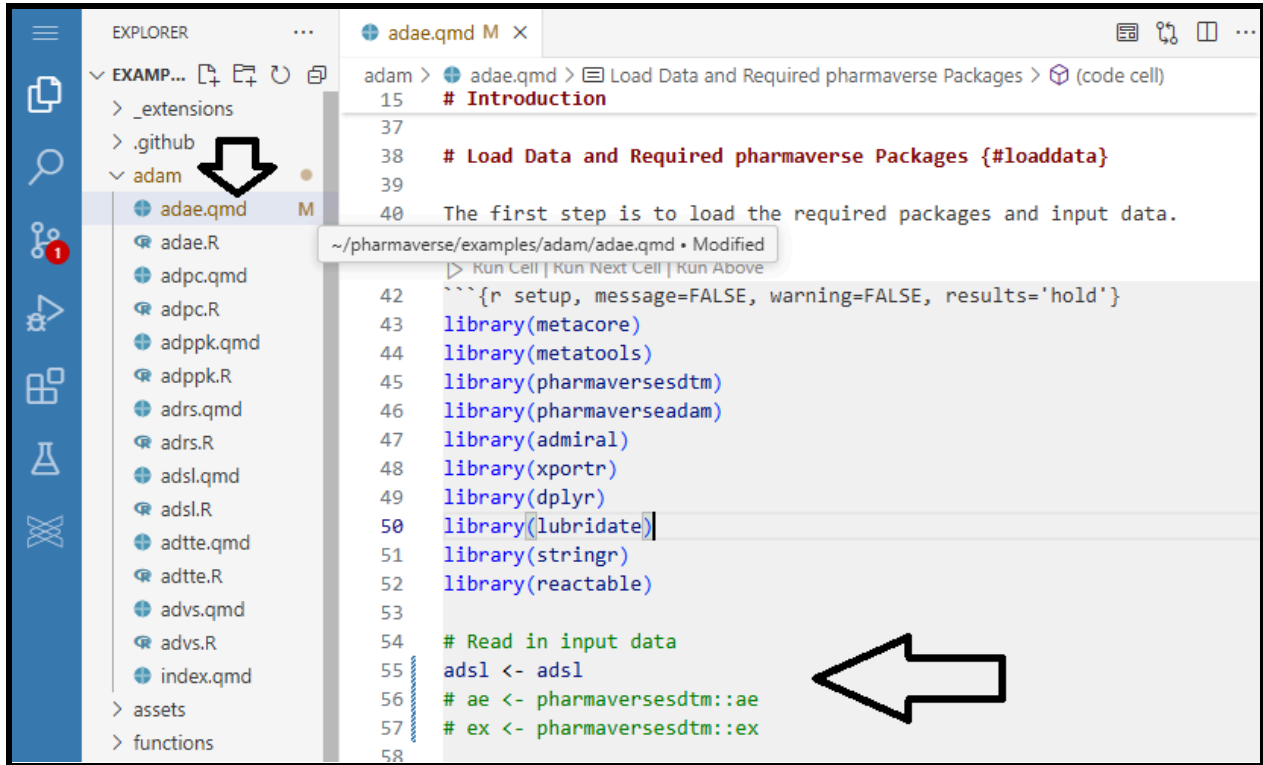 EXPLORER
EXAMP...
_extensions
.github
adam
adae.qmd M
adae.R
adpc.qmd
adpc.R
adppk.qmd
adppk.R
adrs.qmd
adrs.R
adsl.qmd
adsl.R
adtte.qmd
adtte.R
advs.qmd
advs.R
index.qmd
assets
functions
1
adae.qmd M
adam > adae.qmd > Load Data and Required pharmaverse Packages > (code cell)
15 # Introduction
37
38 # Load Data and Required pharmaverse Packages {#loaddata}
39
40 The first step is to load the required packages and input data.
~/pharmaverse/examples/adam/adae.qmd • Modified
Run Cell | Run Next Cell | Run Above
42 ```{r setup, message=FALSE, warning=FALSE, results='hold'}
43 library(metacore)
44 library(metatools)
45 library(pharmaversesdtm)
46 library(pharmaverseadam)
47 library(admiral)
48 library(xportr)
49 library(dplyr)
50 library(lubridate)
51 library(stringr)
52 library(reactable)
53
54 # Read in input data
55 adsl <- adsl
56 # ae <- pharmaversesdtm::ae
57 # ex <- pharmaversesdtm::ex
58